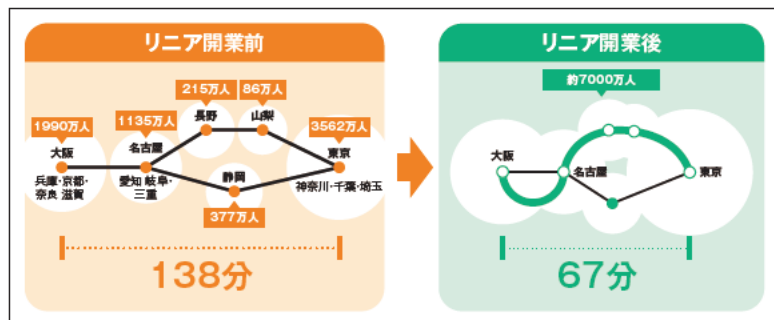 リニア開業前
215万人
86万人
1990万人
1135万人
長野
山梨
3562万人
大阪
名古屋
東京
兵庫・京都・
奈良 滋賀
愛知 岐阜・
三重
静岡
神奈川・千葉・埼玉
377万人
138分
リニア開業後
約7000万人
大阪
名古屋
東京
67分